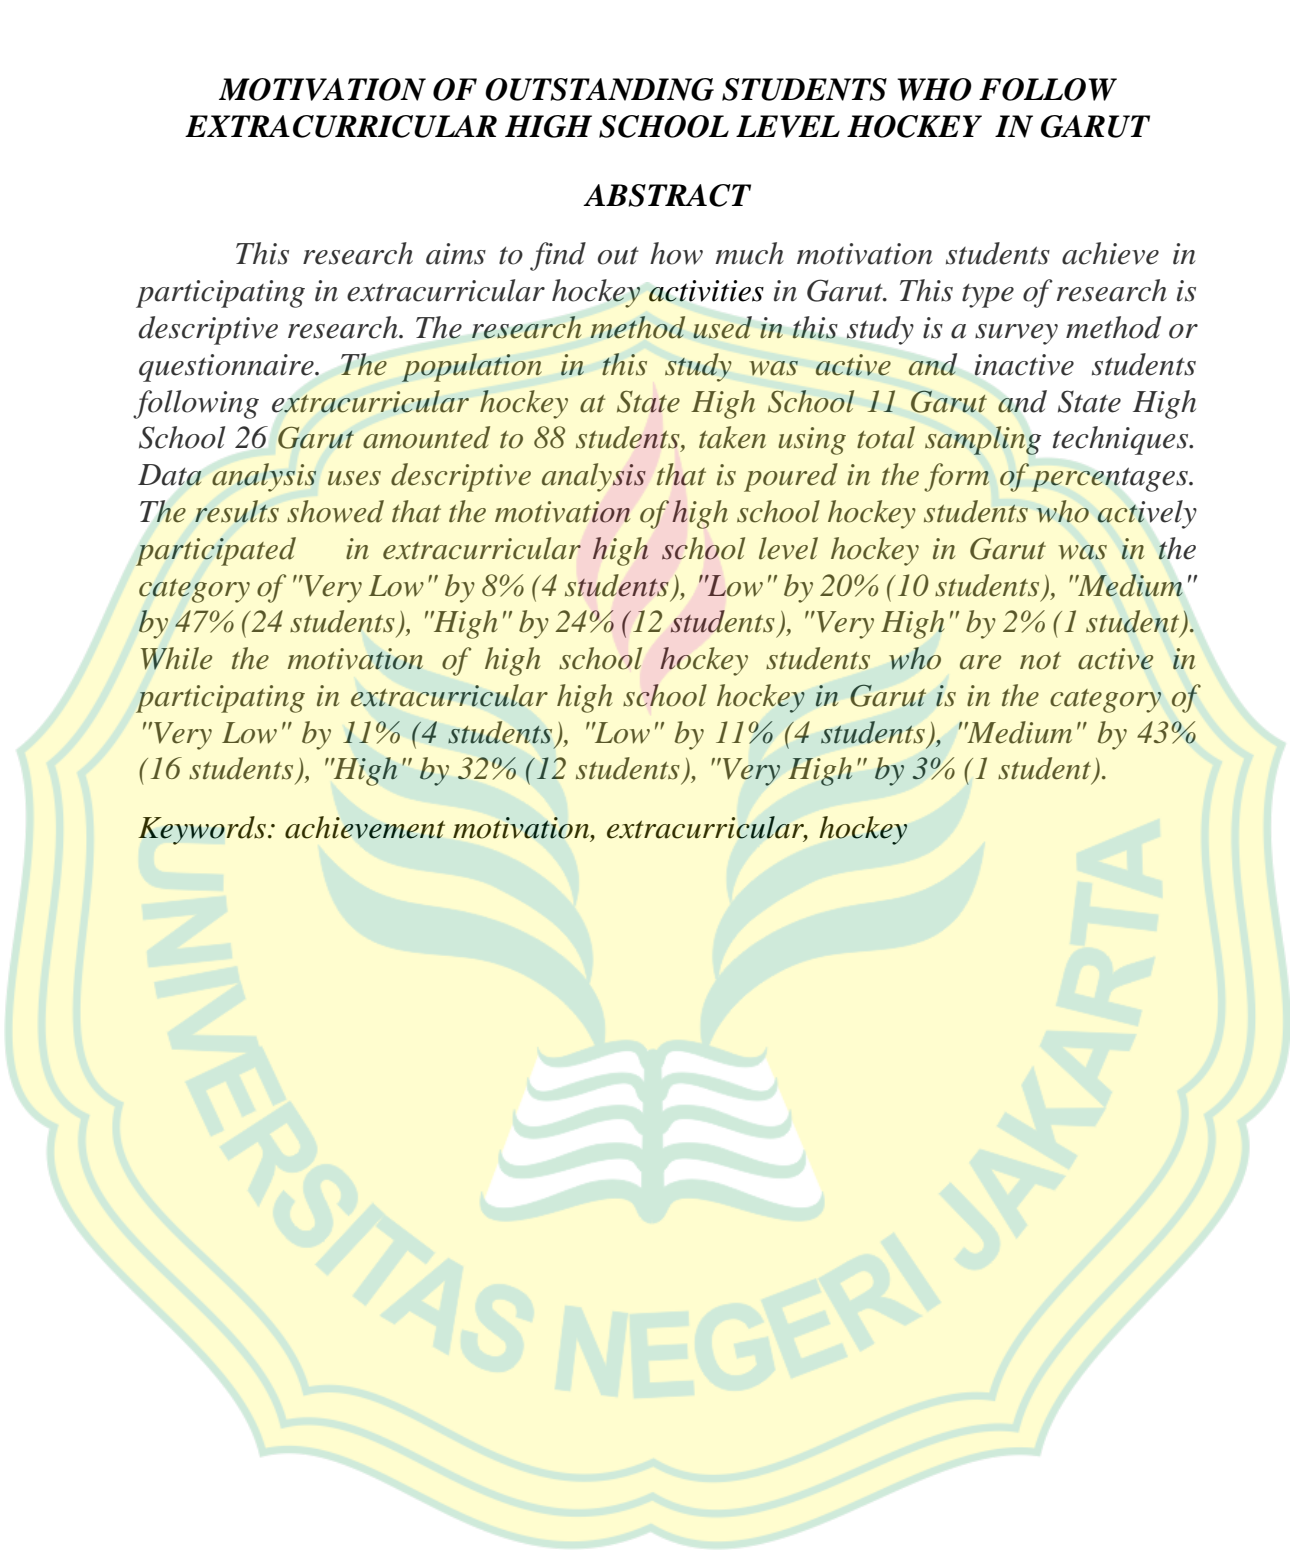 MOTIVATION OF OUTSTANDING STUDENTS WHO FOLLOW
EXTRACURRICULAR HIGH SCHOOL LEVEL HOCKEY IN GARUT
ABSTRACT
This research aims to find out how much motivation students achieve in
participating in extracurricular hockey activities in Garut. This type of research is
descriptive research. The research method used in this study is a survey method or
questionnaire. The population in this study was active and inactive students
following extracurricular hockey at State High School 11 Garut and State High
School 26 Garut amounted to 88 students, taken using total sampling techniques.
Data analysis uses descriptive analysis that is poured in the form of percentages.
The results showed that the motivation of high school hockey students who actively
participated in extracurricular high school level hockey in Garut was in the
category of "Very Low" by 8% (4 students), "Low" by 20% (10 students), "Medium"
by 47% (24 students), "High" by 24% (12 students), "Very High" by 2% (1 student).
While the motivation of high school hockey students who are not active in
participating in extracurricular high school hockey in Garut is in the category of
"Very Low" by 11% (4 students), "Low" by 11% (4 students), "Medium" by 43%
(16 students), "High" by 32% (12 students), "Very High" by 3% (1 student).
Keywords: achievement motivation, extracurricular, hockey
UNIVERSITAS NEGERI JAKARTA